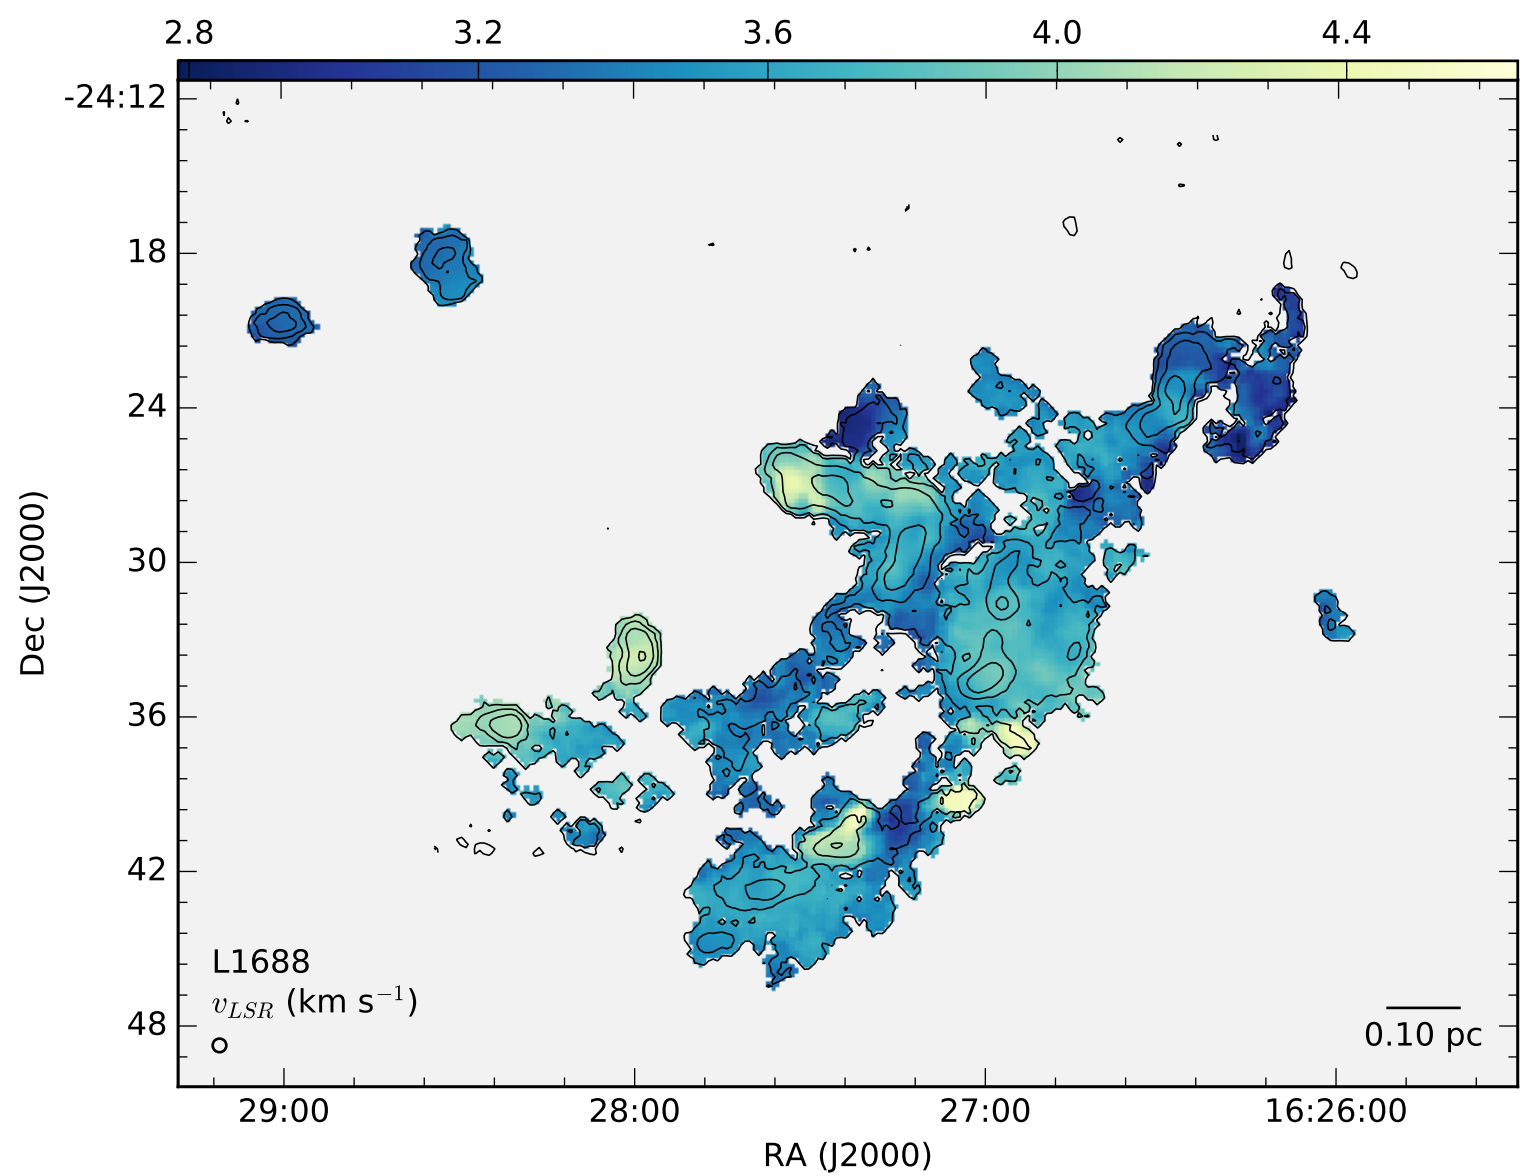 2.8 3.2 3.6 4.0 4.4
-24:12
18
24
30
36
42
48
Dec (J2000)
L1688
v_LSR (km s⁻¹)
0.10 pc
29:00 28:00 27:00 16:26:00
RA (J2000)